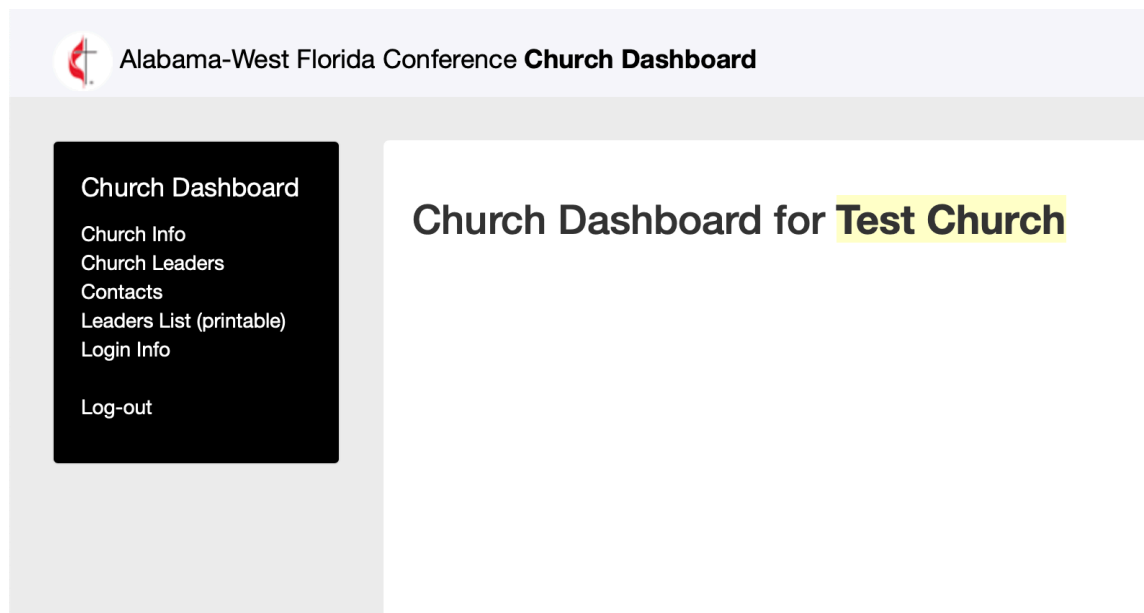 Alabama-West Florida Conference Church Dashboard
Church Dashboard
Church Info
Church Leaders
Contacts
Leaders List (printable)
Login Info
Log-out
Church Dashboard for Test Church